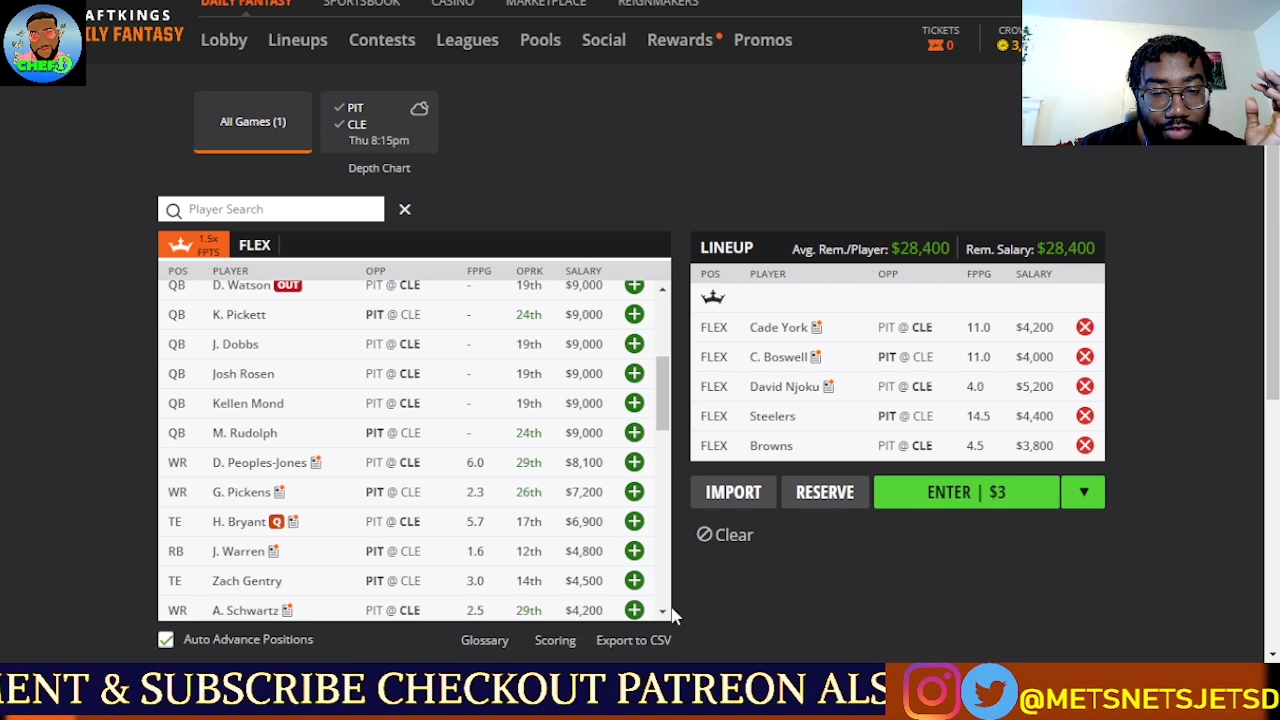 DAILY FANTASY SPORTSBOOK CASINO MARKETPLACE REIGNMAKERS
AFTKINGS
ILY FANTASY
CHEF D
Lobby Lineups Contests Leagues Pools Social Rewards Promos
TICKETS
0
CROW
3,
All Games (1)
PIT
CLE
Thu 8:15pm
Depth Chart
Player Search
1.5x FPTS
FLEX
POS PLAYER OPP FPPG OPRK SALARY
QB D. Watson OUT PIT @ CLE - 19th $9,000
QB K. Pickett PIT @ CLE - 24th $9,000
QB J. Dobbs PIT @ CLE - 19th $9,000
QB Josh Rosen PIT @ CLE - 19th $9,000
QB Kellen Mond PIT @ CLE - 19th $9,000
QB M. Rudolph PIT @ CLE - 24th $9,000
WR D. Peoples-Jones PIT @ CLE 6.0 29th $8,100
WR G. Pickens PIT @ CLE 2.3 26th $7,200
TE H. Bryant Q PIT @ CLE 5.7 17th $6,900
RB J. Warren PIT @ CLE 1.6 12th $4,800
TE Zach Gentry PIT @ CLE 3.0 14th $4,500
WR A. Schwartz PIT @ CLE 2.5 29th $4,200
Auto Advance Positions Glossary Scoring Export to CSV
LINEUP Avg. Rem./Player: $28,400 Rem. Salary: $28,400
POS PLAYER OPP FPPG SALARY
FLEX Cade York PIT @ CLE 11.0 $4,200
FLEX C. Boswell PIT @ CLE 11.0 $4,000
FLEX David Njoku PIT @ CLE 4.0 $5,200
FLEX Steelers PIT @ CLE 14.5 $4,400
FLEX Browns PIT @ CLE 4.5 $3,800
IMPORT RESERVE ENTER | $3
Clear
MENT & SUBSCRIBE CHECKOUT PATREON ALS
@METSNETSJETSD